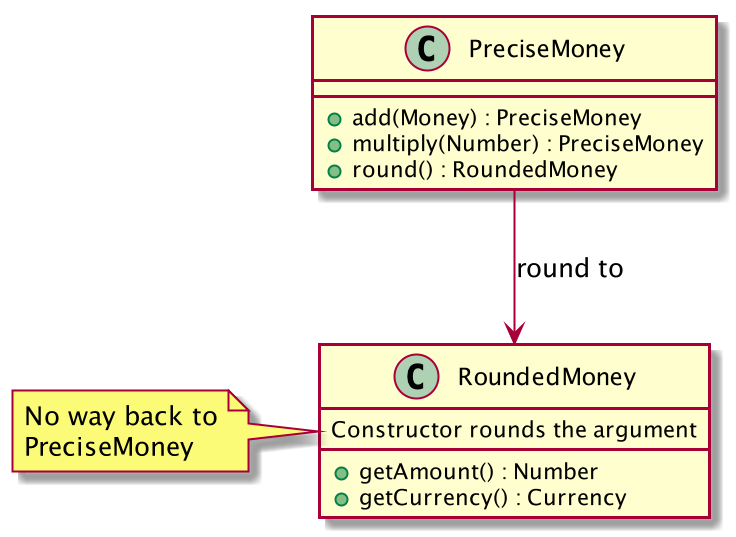 C PreciseMoney
add(Money) : PreciseMoney
multiply(Number) : PreciseMoney
round() : RoundedMoney
round to
C RoundedMoney
Constructor rounds the argument
getAmount() : Number
getCurrency() : Currency
No way back to
PreciseMoney